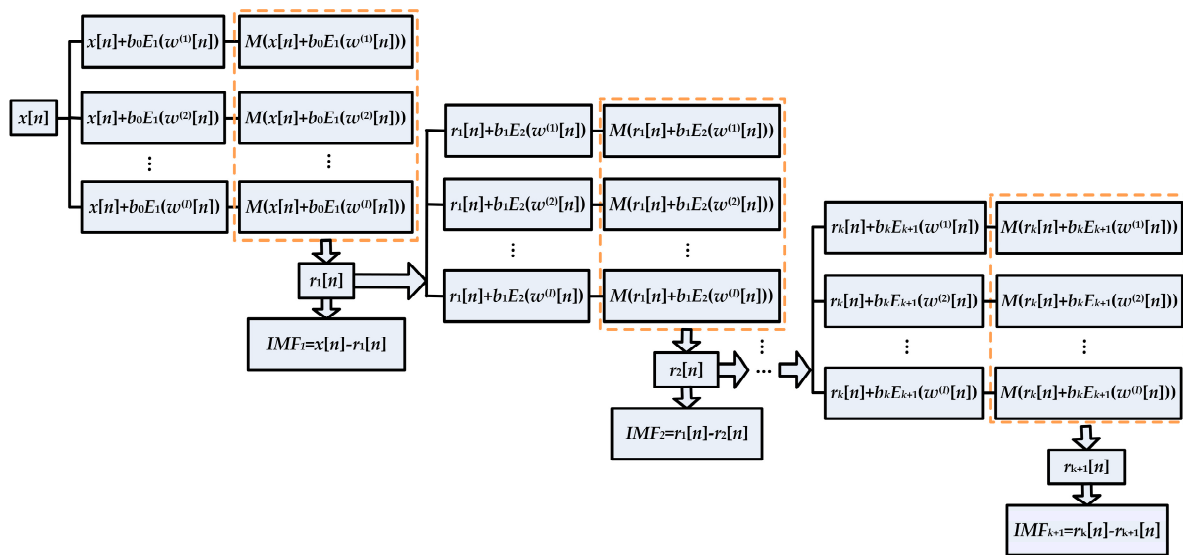 x[n]
x[n]+b₀E₁(w⁽¹⁾[n])
M(x[n]+b₀E₁(w⁽¹⁾[n]))
x[n]+b₀E₁(w⁽²⁾[n])
M(x[n]+b₀E₁(w⁽²⁾[n]))
⋮
⋮
x[n]+b₀E₁(w⁽ᴵ⁾[n])
M(x[n]+b₀E₁(w⁽ᴵ⁾[n]))
r₁[n]
IMF₁=x[n]-r₁[n]
r₁[n]+b₁E₂(w⁽¹⁾[n])
M(r₁[n]+b₁E₂(w⁽¹⁾[n]))
r₁[n]+b₁E₂(w⁽²⁾[n])
M(r₁[n]+b₁E₂(w⁽²⁾[n]))
⋮
⋮
r₁[n]+b₁E₂(w⁽ᴵ⁾[n])
M(r₁[n]+b₁E₂(w⁽ᴵ⁾[n]))
r₂[n]
⋮
...
IMF₂=r₁[n]-r₂[n]
rₖ[n]+bₖEₖ₊₁(w⁽¹⁾[n])
M(rₖ[n]+bₖEₖ₊₁(w⁽¹⁾[n]))
rₖ[n]+bₖFₖ₊₁(w⁽²⁾[n])
M(rₖ[n]+bₖFₖ₊₁(w⁽²⁾[n]))
⋮
⋮
rₖ[n]+bₖEₖ₊₁(w⁽ᴵ⁾[n])
M(rₖ[n]+bₖEₖ₊₁(w⁽ᴵ⁾[n]))
rₖ₊₁[n]
IMFₖ₊₁=rₖ[n]-rₖ₊₁[n]